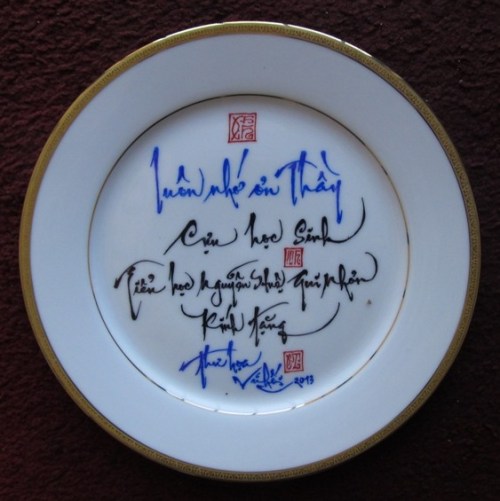 luôn nhớ ơn Thầy
Cựu học Sinh
Tiểu học Nguyễn Huệ Qui Nhơn
Kính tặng
Thư họa
2013